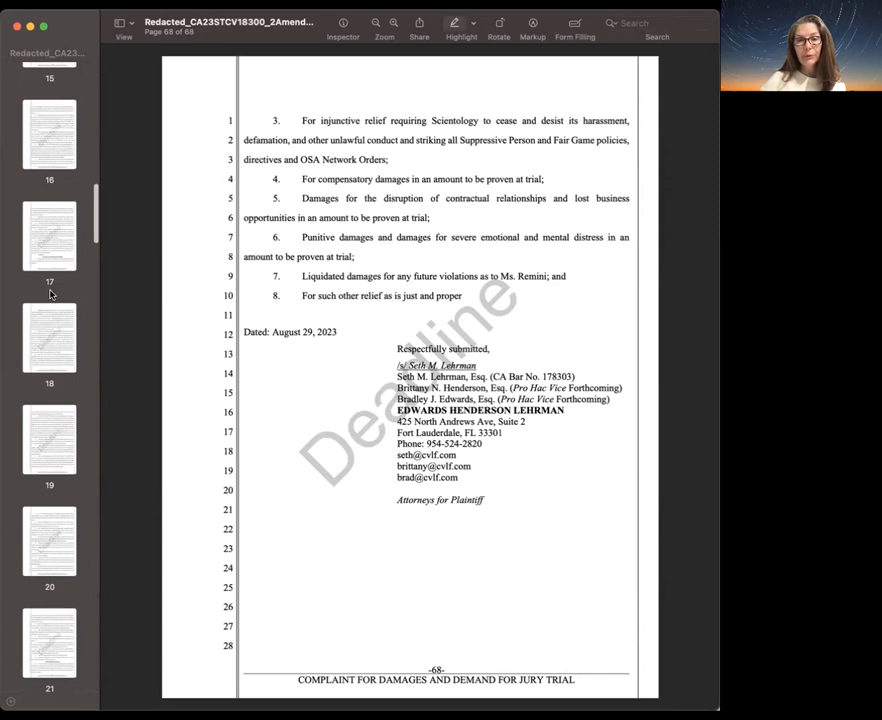 Redacted_CA23STCV18300_2Amend...
Page 68 of 68
View
Inspector
Zoom
Share
Highlight
Rotate
Markup
Form Filling
Search
Search
Redacted_CA23...
15
16
17
18
19
20
21
1 3. For injunctive relief requiring Scientology to cease and desist its harassment,
2 defamation, and other unlawful conduct and striking all Suppressive Person and Fair Game policies,
3 directives and OSA Network Orders;
4 4. For compensatory damages in an amount to be proven at trial;
5 5. Damages for the disruption of contractual relationships and lost business
6 opportunities in an amount to be proven at trial;
7 6. Punitive damages and damages for severe emotional and mental distress in an
8 amount to be proven at trial;
9 7. Liquidated damages for any future violations as to Ms. Remini; and
10 8. For such other relief as is just and proper
11
12 Dated: August 29, 2023
13 Respectfully submitted,
14 /s/ Seth M. Lehrman
Seth M. Lehrman, Esq. (CA Bar No. 178303)
Brittany N. Henderson, Esq. (Pro Hac Vice Forthcoming)
15 Bradley J. Edwards, Esq. (Pro Hac Vice Forthcoming)
16 EDWARDS HENDERSON LEHRMAN
425 North Andrews Ave, Suite 2
17 Fort Lauderdale, FL 33301
Phone: 954-524-2820
18 seth@cvlf.com
brittany@cvlf.com
19 brad@cvlf.com
20
Attorneys for Plaintiff
21
22
23
24
25
26
27
28
Deadline
-68-
COMPLAINT FOR DAMAGES AND DEMAND FOR JURY TRIAL